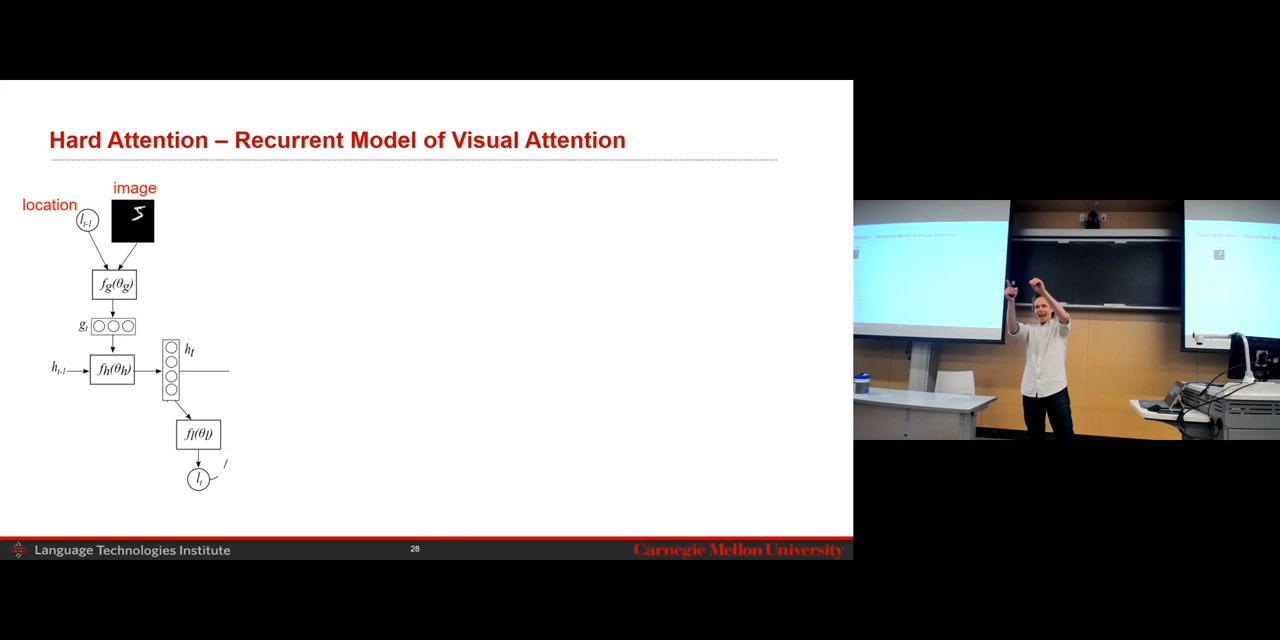 Hard Attention – Recurrent Model of Visual Attention
image
location
l_{t-1}
5
f_g(θ_g)
g_t
h_t
h_{t-1}
f_h(θ_h)
f_l(θ_l)
l_t
Language Technologies Institute
28
Carnegie Mellon University